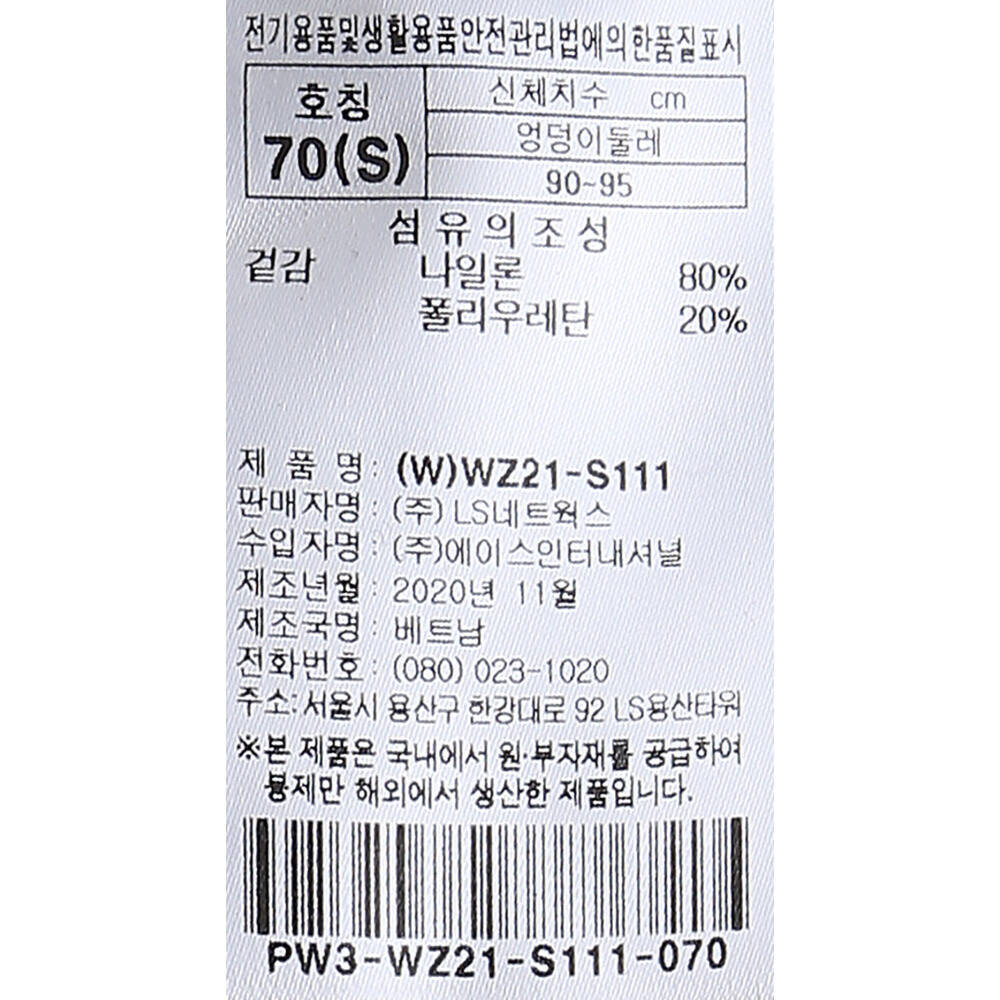 전기용품및생활용품안전관리법에의한품질표시
호칭
70(S)
신체치수 cm
엉덩이둘레
90~95
섬유의조성
겉감 나일론 80%
폴리우레탄 20%
제 품 명 : (W)WZ21-S111
판매자명 : (주) LS네트웍스
수입자명 : (주)에이스인터내셔널
제조년월 : 2020년 11월
제조국명 : 베트남
전화번호 : (080) 023-1020
주소:서울시 용산구 한강대로 92 LS용산타워
※본 제품은 국내에서 원·부자재를 공급하여
봉제만 해외에서 생산한 제품입니다.
PW3-WZ21-S111-070